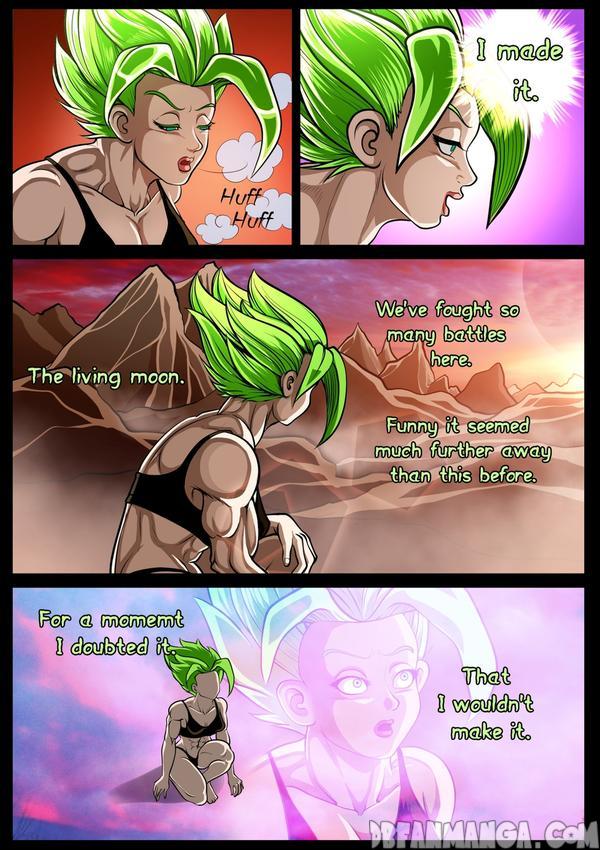 Huff
Huff
I made
it.
The living moon.
We've fought so
many battles
here.
Funny it seemed
much further away
than this before.
For a momemt
I doubted it.
That
I wouldn't
make it.
DBFANMANGA.COM